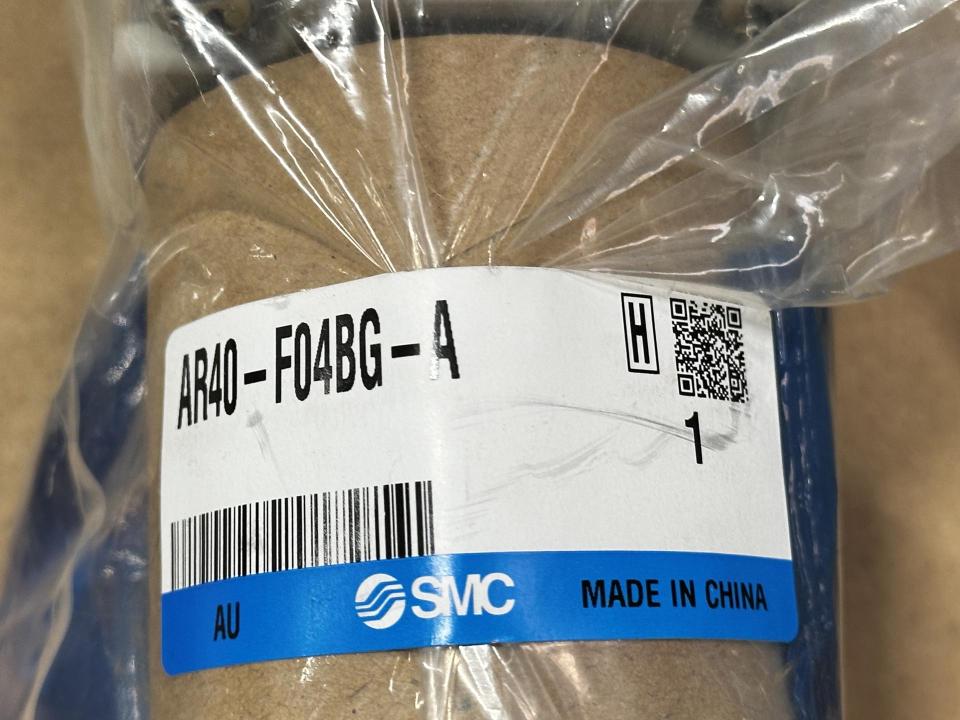 AR40-F04BG-A
H
1
AU
SMC
MADE IN CHINA